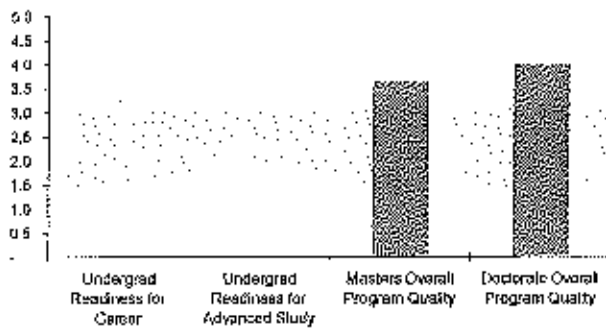 5.0
4.5
4.0
3.5
3.0
2.5
2.0
1.5
1.0
0.5
-
Undergrad Readiness for Career
Undergrad Readiness for Advanced Study
Masters Overall Program Quality
Doctorate Overall Program Quality